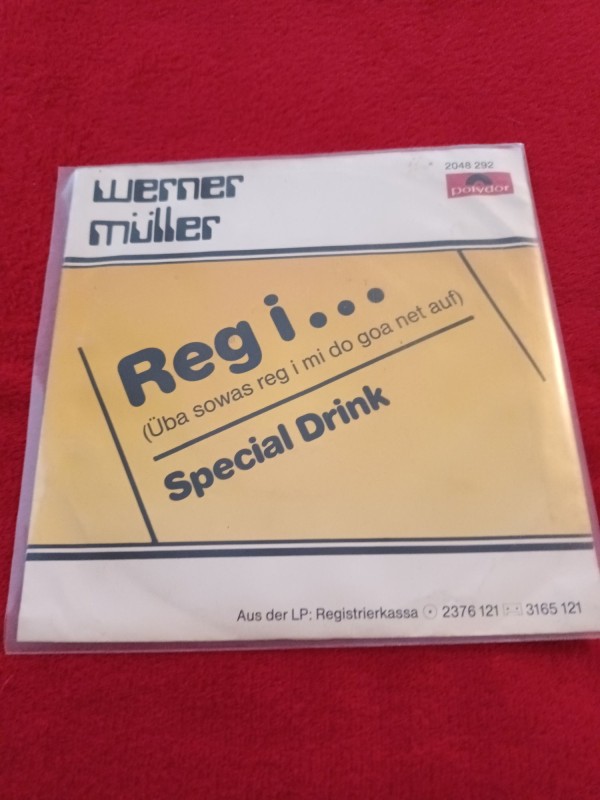 2048 292
polydor
werner
müller
Reg i...
(Üba sowas reg i mi do goa net auf)
Special Drink
Aus der LP: Registrierkassa 2376 121 3165 121